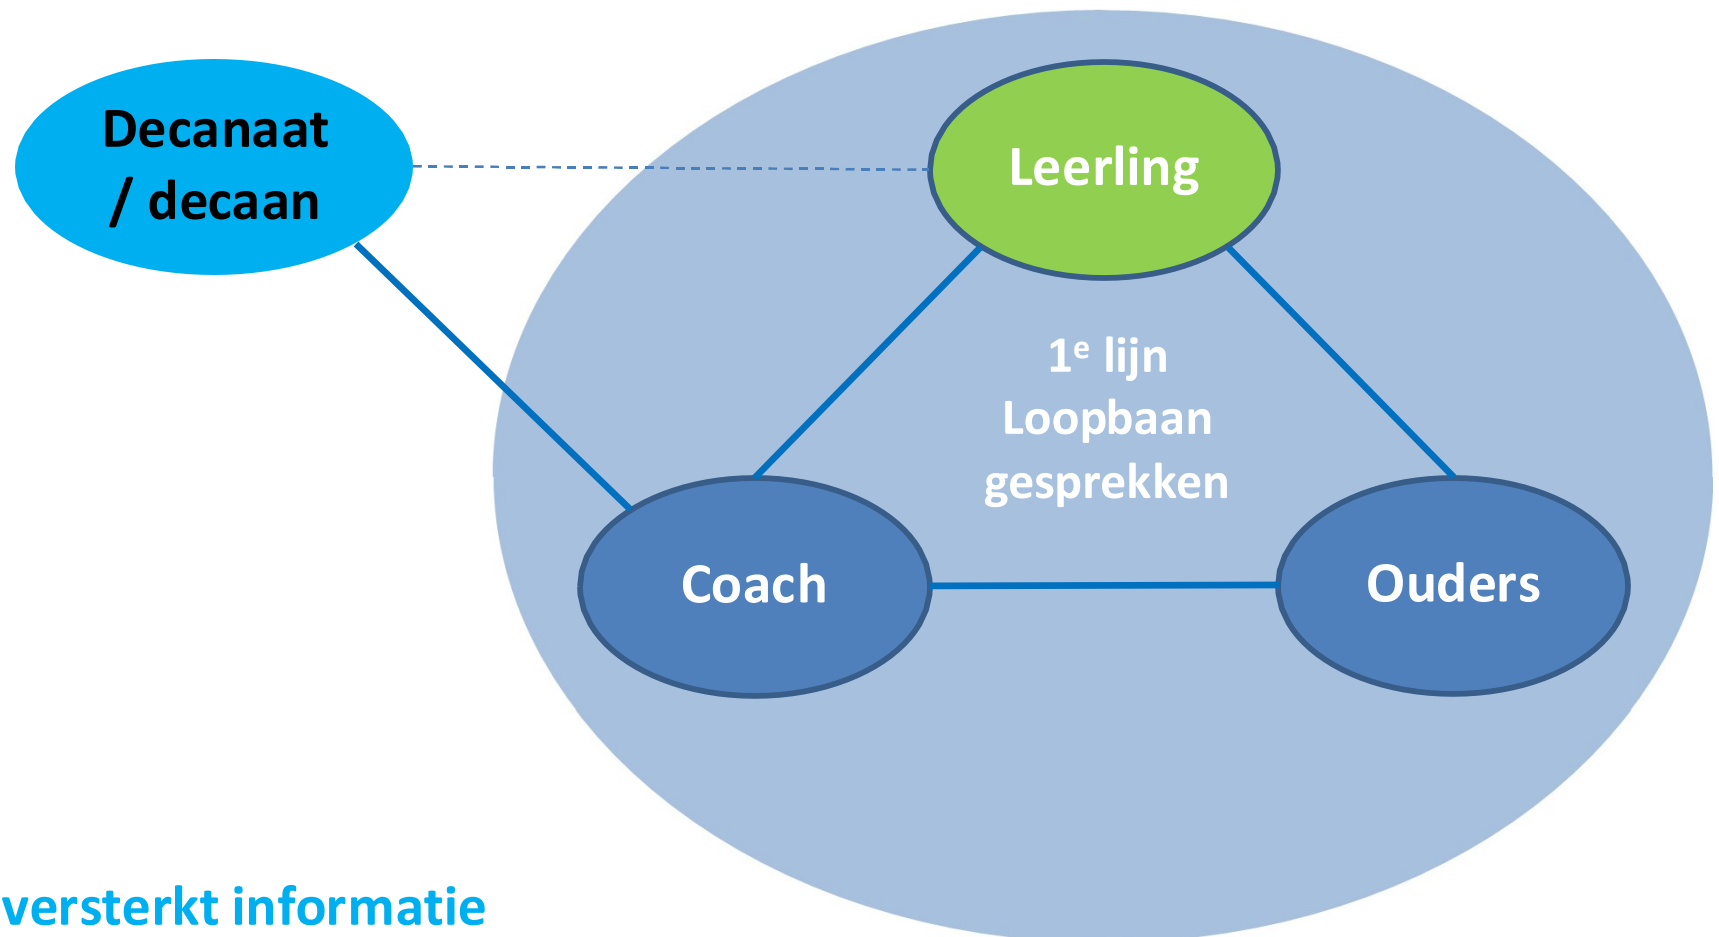 Decanaat
/ decaan
Leerling
1e lijn
Loopbaan
gesprekken
Coach
Ouders
versterkt informatie